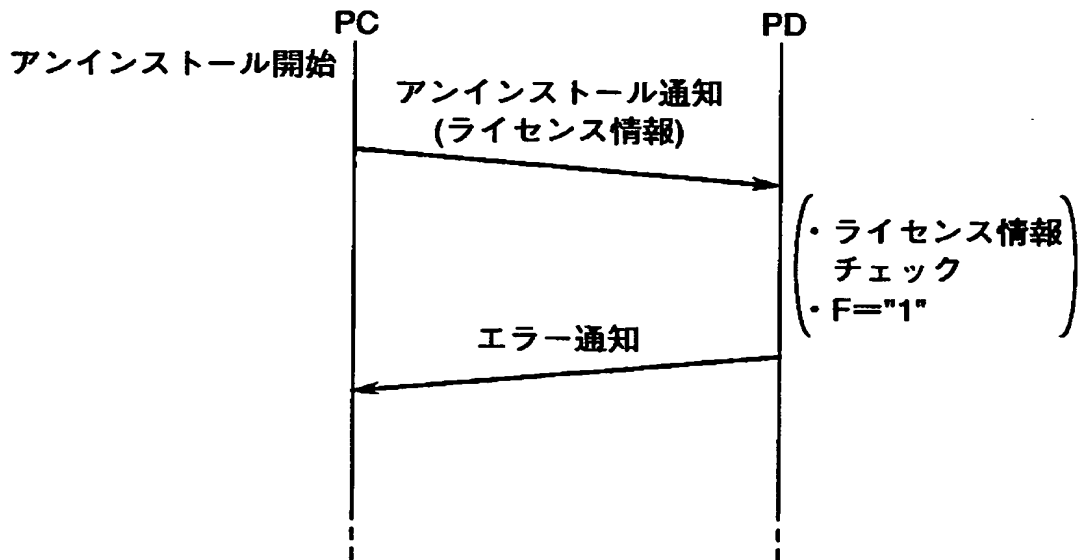 PC
PD
アンインストール開始
アンインストール通知
(ライセンス情報)
・ライセンス情報
チェック
・F="1"
エラー通知